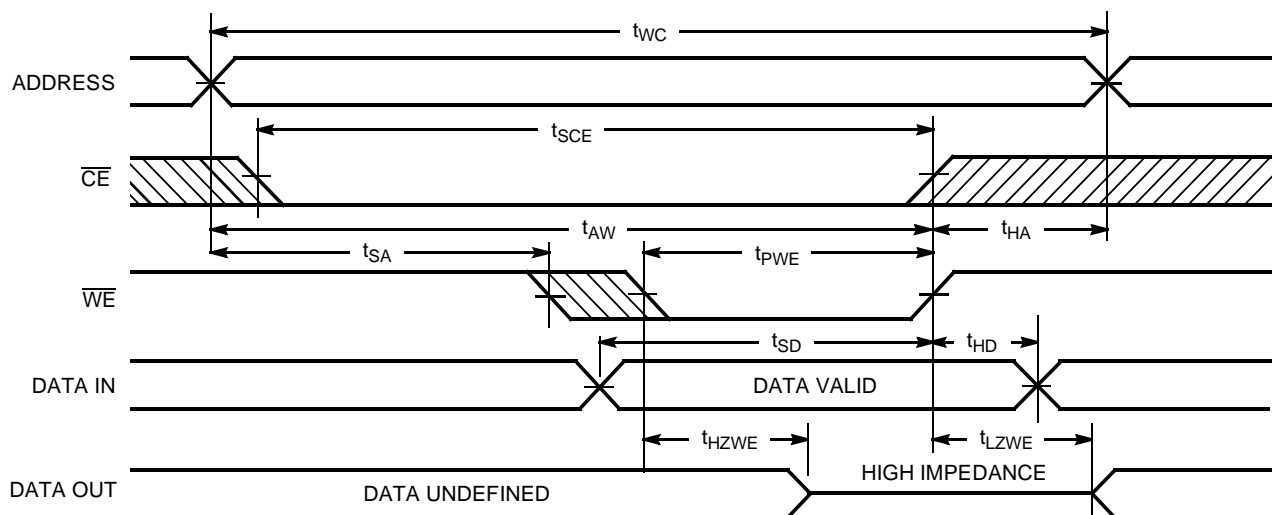 tWC
ADDRESS
tSCE
CE
tAW
tHA
tSA
tPWE
WE
tSD
tHD
DATA IN
DATA VALID
tHZWE
tLZWE
HIGH IMPEDANCE
DATA OUT
DATA UNDEFINED